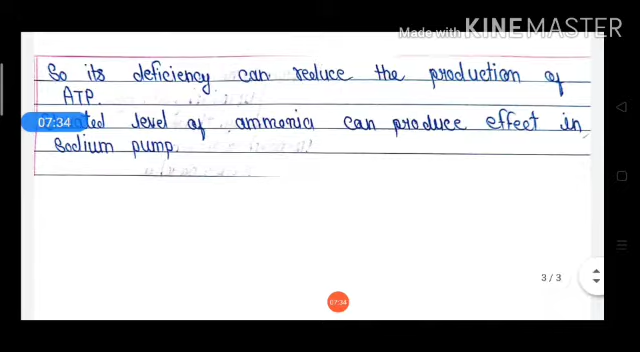 Made with KINEMASTER
So its deficiency can reduce the production of
ATP.
07:34 level of ammonia can produce effect in
Sodium pump
3 / 3
07:34